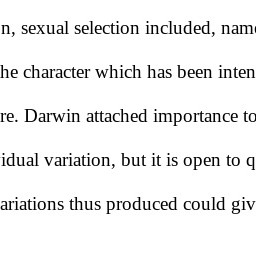 n, sexual selection included, nam
he character which has been inten
re. Darwin attached importance to
idual variation, but it is open to q
ariations thus produced could giv